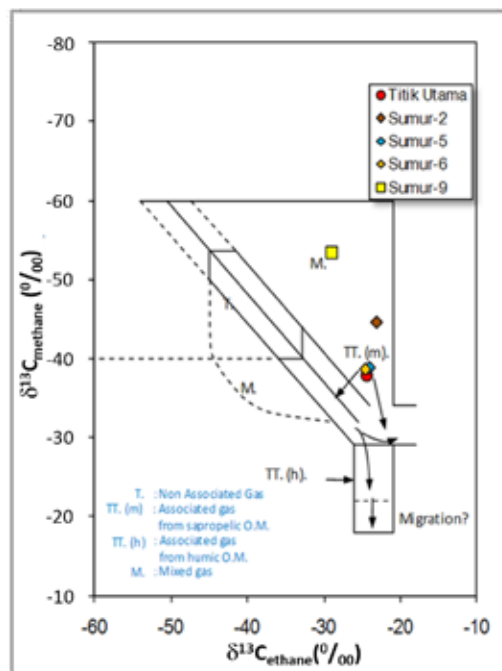 -80
-70
-60
-50
-40
-30
-20
-10
δ¹³Cmethane (⁰/₀₀)
Titik Utama
Sumur-2
Sumur-5
Sumur-6
Sumur-9
M.
T.
TT. (m).
M.
TT. (h).
Migration?
T. : Non Associated Gas
TT. (m) : Associated gas
from sapropelic O.M.
TT. (h) : Associated gas
from humic O.M.
M. : Mixed gas
-60 -50 -40 -30 -20 -10
δ¹³Cethane(⁰/₀₀)